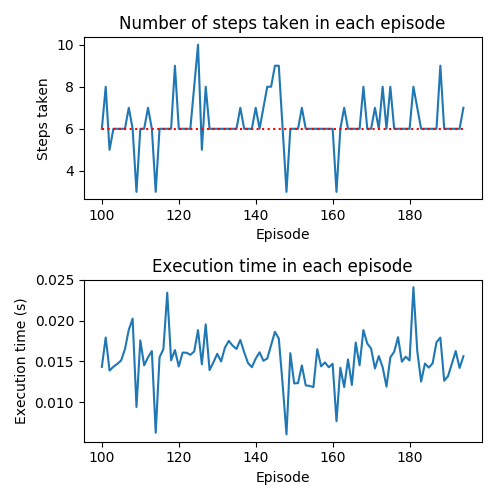 Number of steps taken in each episode
10
8
6
4
Steps taken
100 120 140 160 180
Episode
Execution time in each episode
0.025
0.020
0.015
0.010
Execution time (s)
100 120 140 160 180
Episode